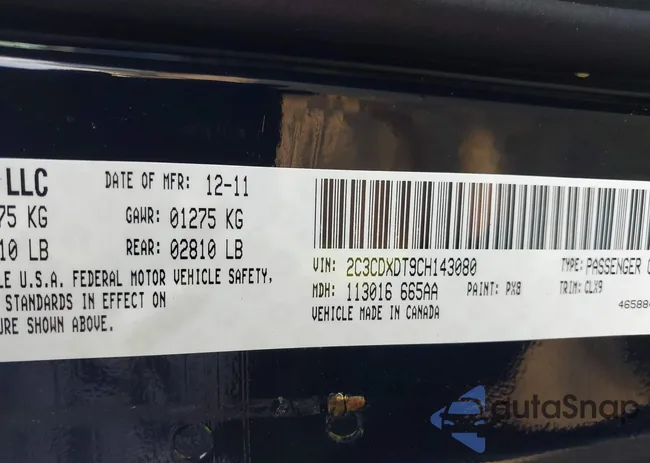 LLC DATE OF MFR: 12-11
75 KG GAWR: 01275 KG
10 LB REAR: 02810 LB
LE U.S.A. FEDERAL MOTOR VEHICLE SAFETY,
STANDARDS IN EFFECT ON
URE SHOWN ABOVE.
VIN: 2C3CDXDT9CH143080 TYPE: PASSENGER C
MDH: 113016 665AA PAINT: PX8 TRIM: CLX9
VEHICLE MADE IN CANADA 46588
autaSnap